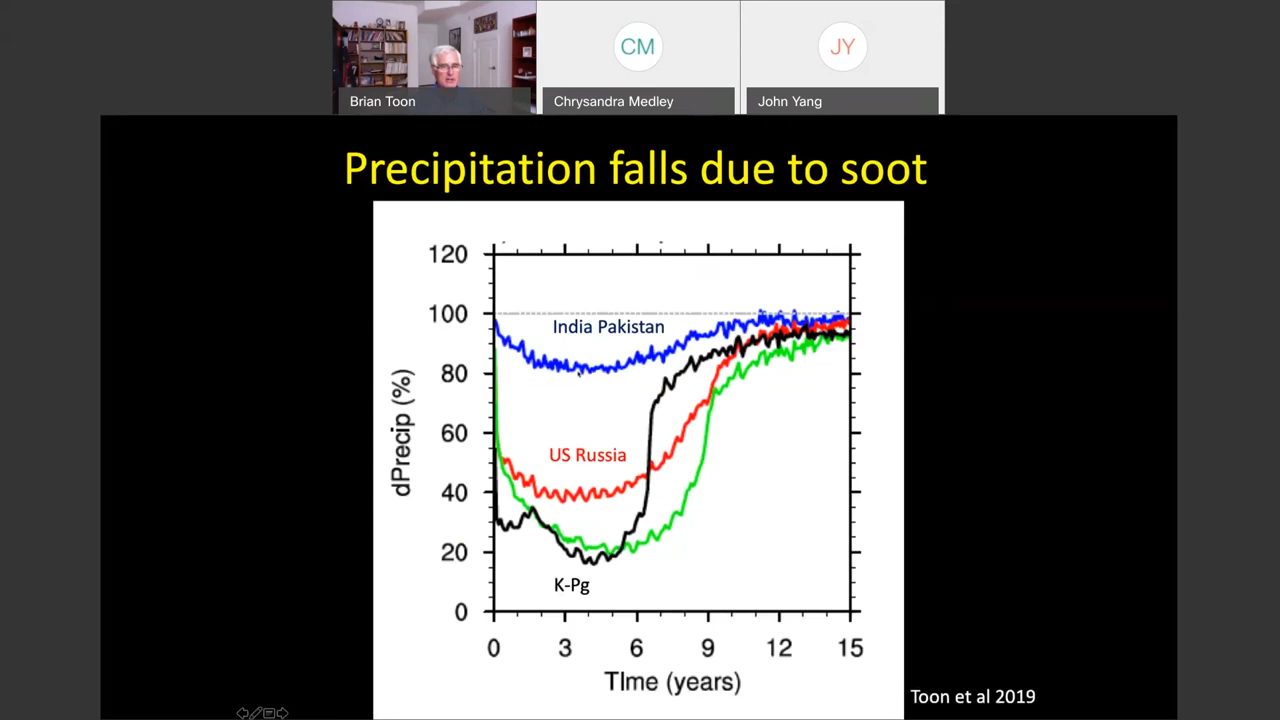 CM
JY
Brian Toon
Chrysandra Medley
John Yang
Precipitation falls due to soot
120
100
80
60
40
20
0
dPrecip (%)
India Pakistan
US Russia
K-Pg
0 3 6 9 12 15
TIme (years)
Toon et al 2019